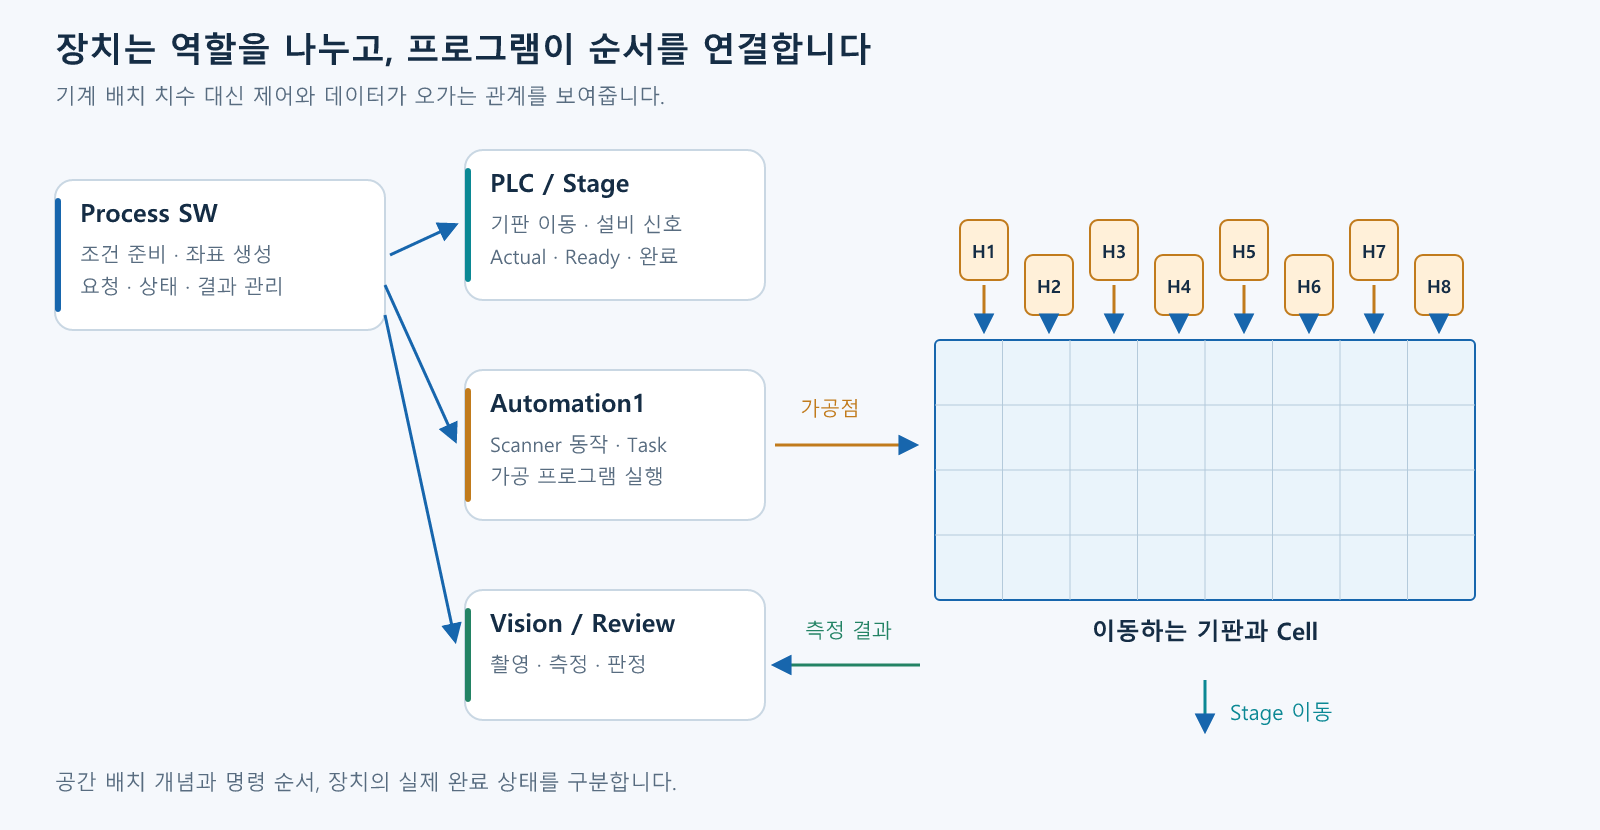 장치는 역할을 나누고, 프로그램이 순서를 연결합니다
기계 배치 치수 대신 제어와 데이터가 오가는 관계를 보여줍니다.
Process SW
조건 준비 · 좌표 생성
요청 · 상태 · 결과 관리
PLC / Stage
기판 이동 · 설비 신호
Actual · Ready · 완료
Automation1
Scanner 동작 · Task
가공 프로그램 실행
Vision / Review
촬영 · 측정 · 판정
가공점
측정 결과
H1
H2
H3
H4
H5
H6
H7
H8
이동하는 기판과 Cell
Stage 이동
공간 배치 개념과 명령 순서, 장치의 실제 완료 상태를 구분합니다.